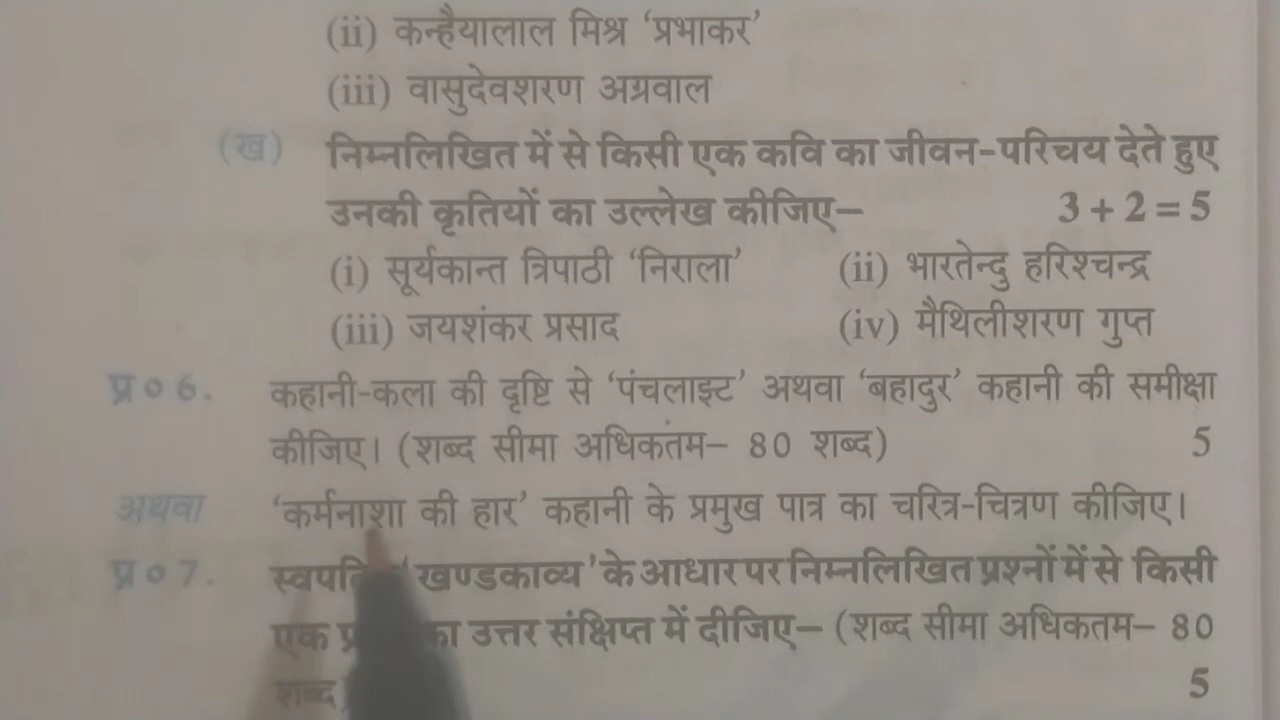 (ii) कन्हैयालाल मिश्र ‘प्रभाकर’
(iii) वासुदेवशरण अग्रवाल
(ख) निम्नलिखित में से किसी एक कवि का जीवन-परिचय देते हुए
उनकी कृतियों का उल्लेख कीजिए– 3 + 2 = 5
(i) सूर्यकान्त त्रिपाठी ‘निराला’ (ii) भारतेन्दु हरिश्चन्द्र
(iii) जयशंकर प्रसाद (iv) मैथिलीशरण गुप्त
प्र० 6. कहानी-कला की दृष्टि से ‘पंचलाइट’ अथवा ‘बहादुर’ कहानी की समीक्षा
कीजिए। (शब्द सीमा अधिकतम– 80 शब्द) 5
अथवा ‘कर्मनाशा की हार’ कहानी के प्रमुख पात्र का चरित्र-चित्रण कीजिए।
प्र० 7. ‘खण्डकाव्य’ के आधार पर निम्नलिखित प्रश्नों में से किसी
एक का उत्तर संक्षिप्त में दीजिए– (शब्द सीमा अधिकतम– 80
शब्द) 5